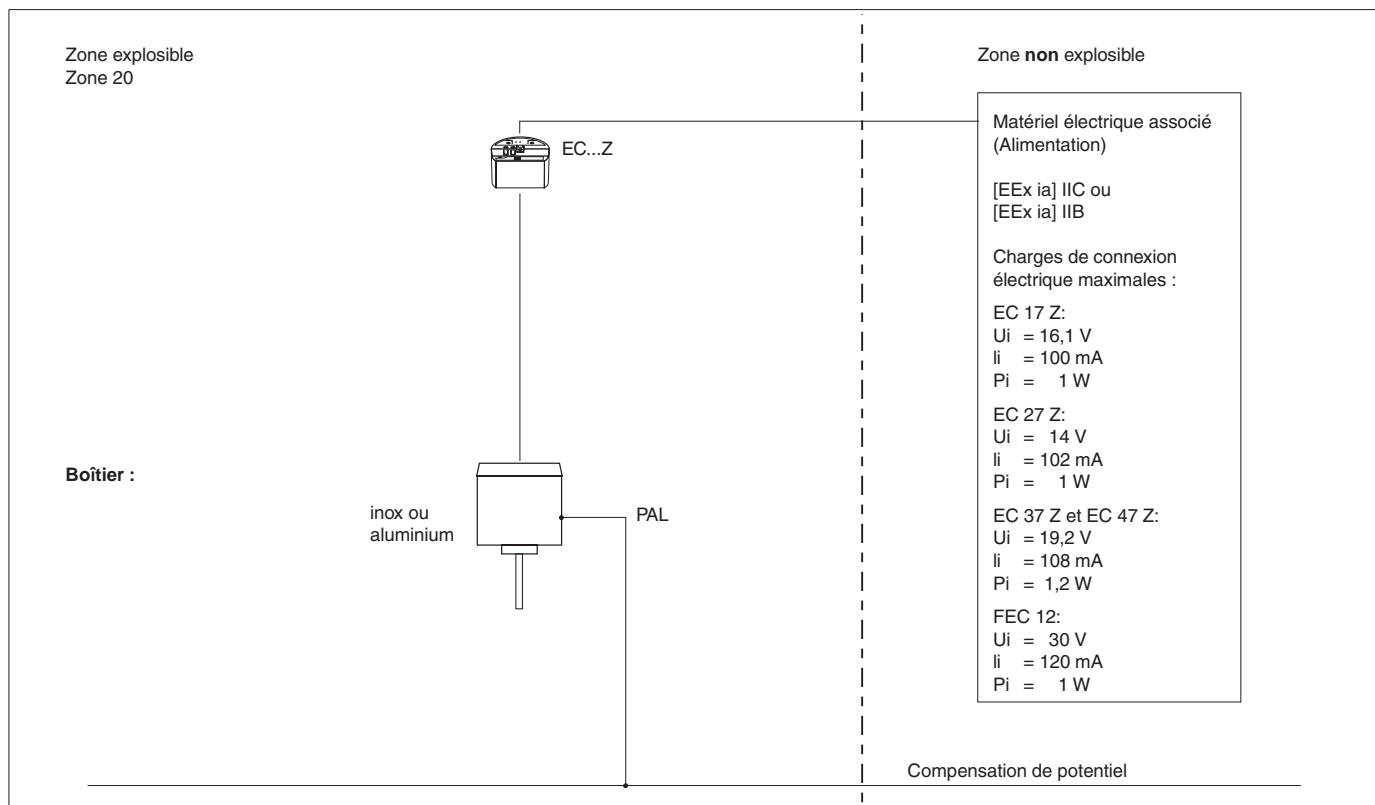 Zone explosible
Zone 20
EC...Z
Boîtier :
inox ou
aluminium
PAL
Zone non explosible
Matériel électrique associé
(Alimentation)
[EEx ia] IIC ou
[EEx ia] IIB
Charges de connexion
électrique maximales :
EC 17 Z:
Ui = 16,1 V
Ii = 100 mA
Pi = 1 W
EC 27 Z:
Ui = 14 V
Ii = 102 mA
Pi = 1 W
EC 37 Z et EC 47 Z:
Ui = 19,2 V
Ii = 108 mA
Pi = 1,2 W
FEC 12:
Ui = 30 V
Ii = 120 mA
Pi = 1 W
Compensation de potentiel